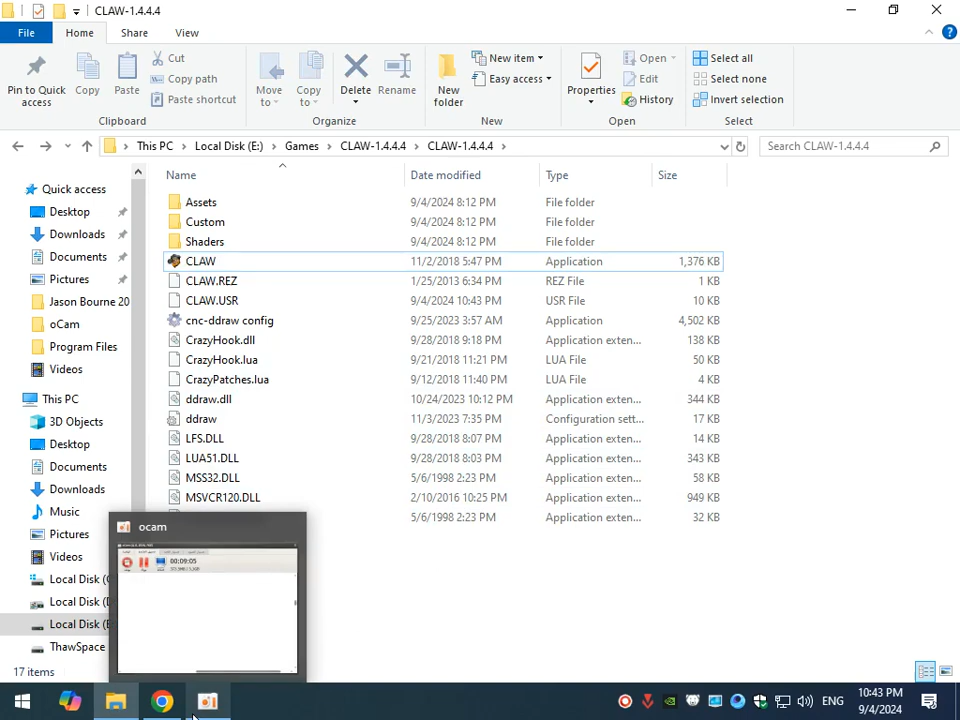 CLAW-1.4.4.4
File Home Share View
Pin to Quick access
Copy
Paste
Cut
Copy path
Paste shortcut
Clipboard
Move to
Copy to
Delete
Rename
Organize
New folder
New item
Easy access
New
Properties
Open
Edit
History
Open
Select all
Select none
Invert selection
Select
This PC > Local Disk (E:) > Games > CLAW-1.4.4.4 > CLAW-1.4.4.4 >
Search CLAW-1.4.4.4
Quick access
Desktop
Downloads
Documents
Pictures
Jason Bourne 20
oCam
Program Files
Videos
This PC
3D Objects
Desktop
Documents
Downloads
Music
Pictures
Videos
Local Disk (
Local Disk (
Local Disk (
ThawSpace
Name Date modified Type Size
Assets 9/4/2024 8:12 PM File folder
Custom 9/4/2024 8:12 PM File folder
Shaders 9/4/2024 8:12 PM File folder
CLAW 11/2/2018 5:47 PM Application 1,376 KB
CLAW.REZ 1/25/2013 6:34 PM REZ File 1 KB
CLAW.USR 9/4/2024 10:43 PM USR File 10 KB
cnc-ddraw config 9/25/2023 3:57 AM Application 4,502 KB
CrazyHook.dll 9/28/2018 9:18 PM Application exten... 138 KB
CrazyHook.lua 9/21/2018 11:21 PM LUA File 50 KB
CrazyPatches.lua 9/12/2018 11:40 PM LUA File 4 KB
ddraw.dll 10/24/2023 10:12 PM Application exten... 344 KB
ddraw 11/3/2023 7:35 PM Configuration sett... 17 KB
LFS.DLL 9/28/2018 8:07 PM Application exten... 14 KB
LUA51.DLL 9/28/2018 8:03 PM Application exten... 343 KB
MSS32.DLL 5/6/1998 2:23 PM Application exten... 58 KB
MSVCR120.DLL 2/10/2016 10:25 PM Application exten... 949 KB
5/6/1998 2:23 PM Application exten... 32 KB
ocam
00:09:05
17 items
ENG
10:43 PM
9/4/2024